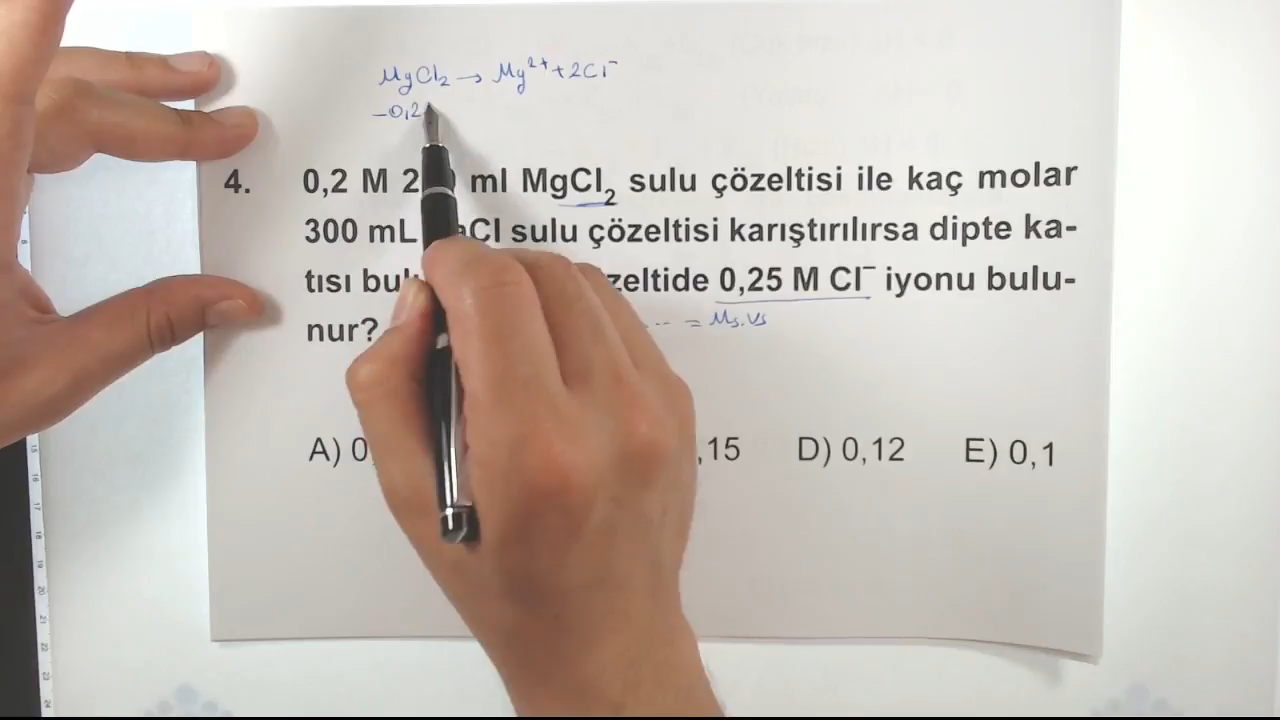 MgCl₂ → Mg²⁺ + 2Cl⁻
-0,2
4. 0,2 M 2 ml MgCl₂ sulu çözeltisi ile kaç molar
300 mL Cl sulu çözeltisi karıştırılırsa dipte ka-
tısı 0,25 M Cl⁻ iyonu bulu-
nur? = Ms.Vs
A) 0, ,15 D) 0,12 E) 0,1